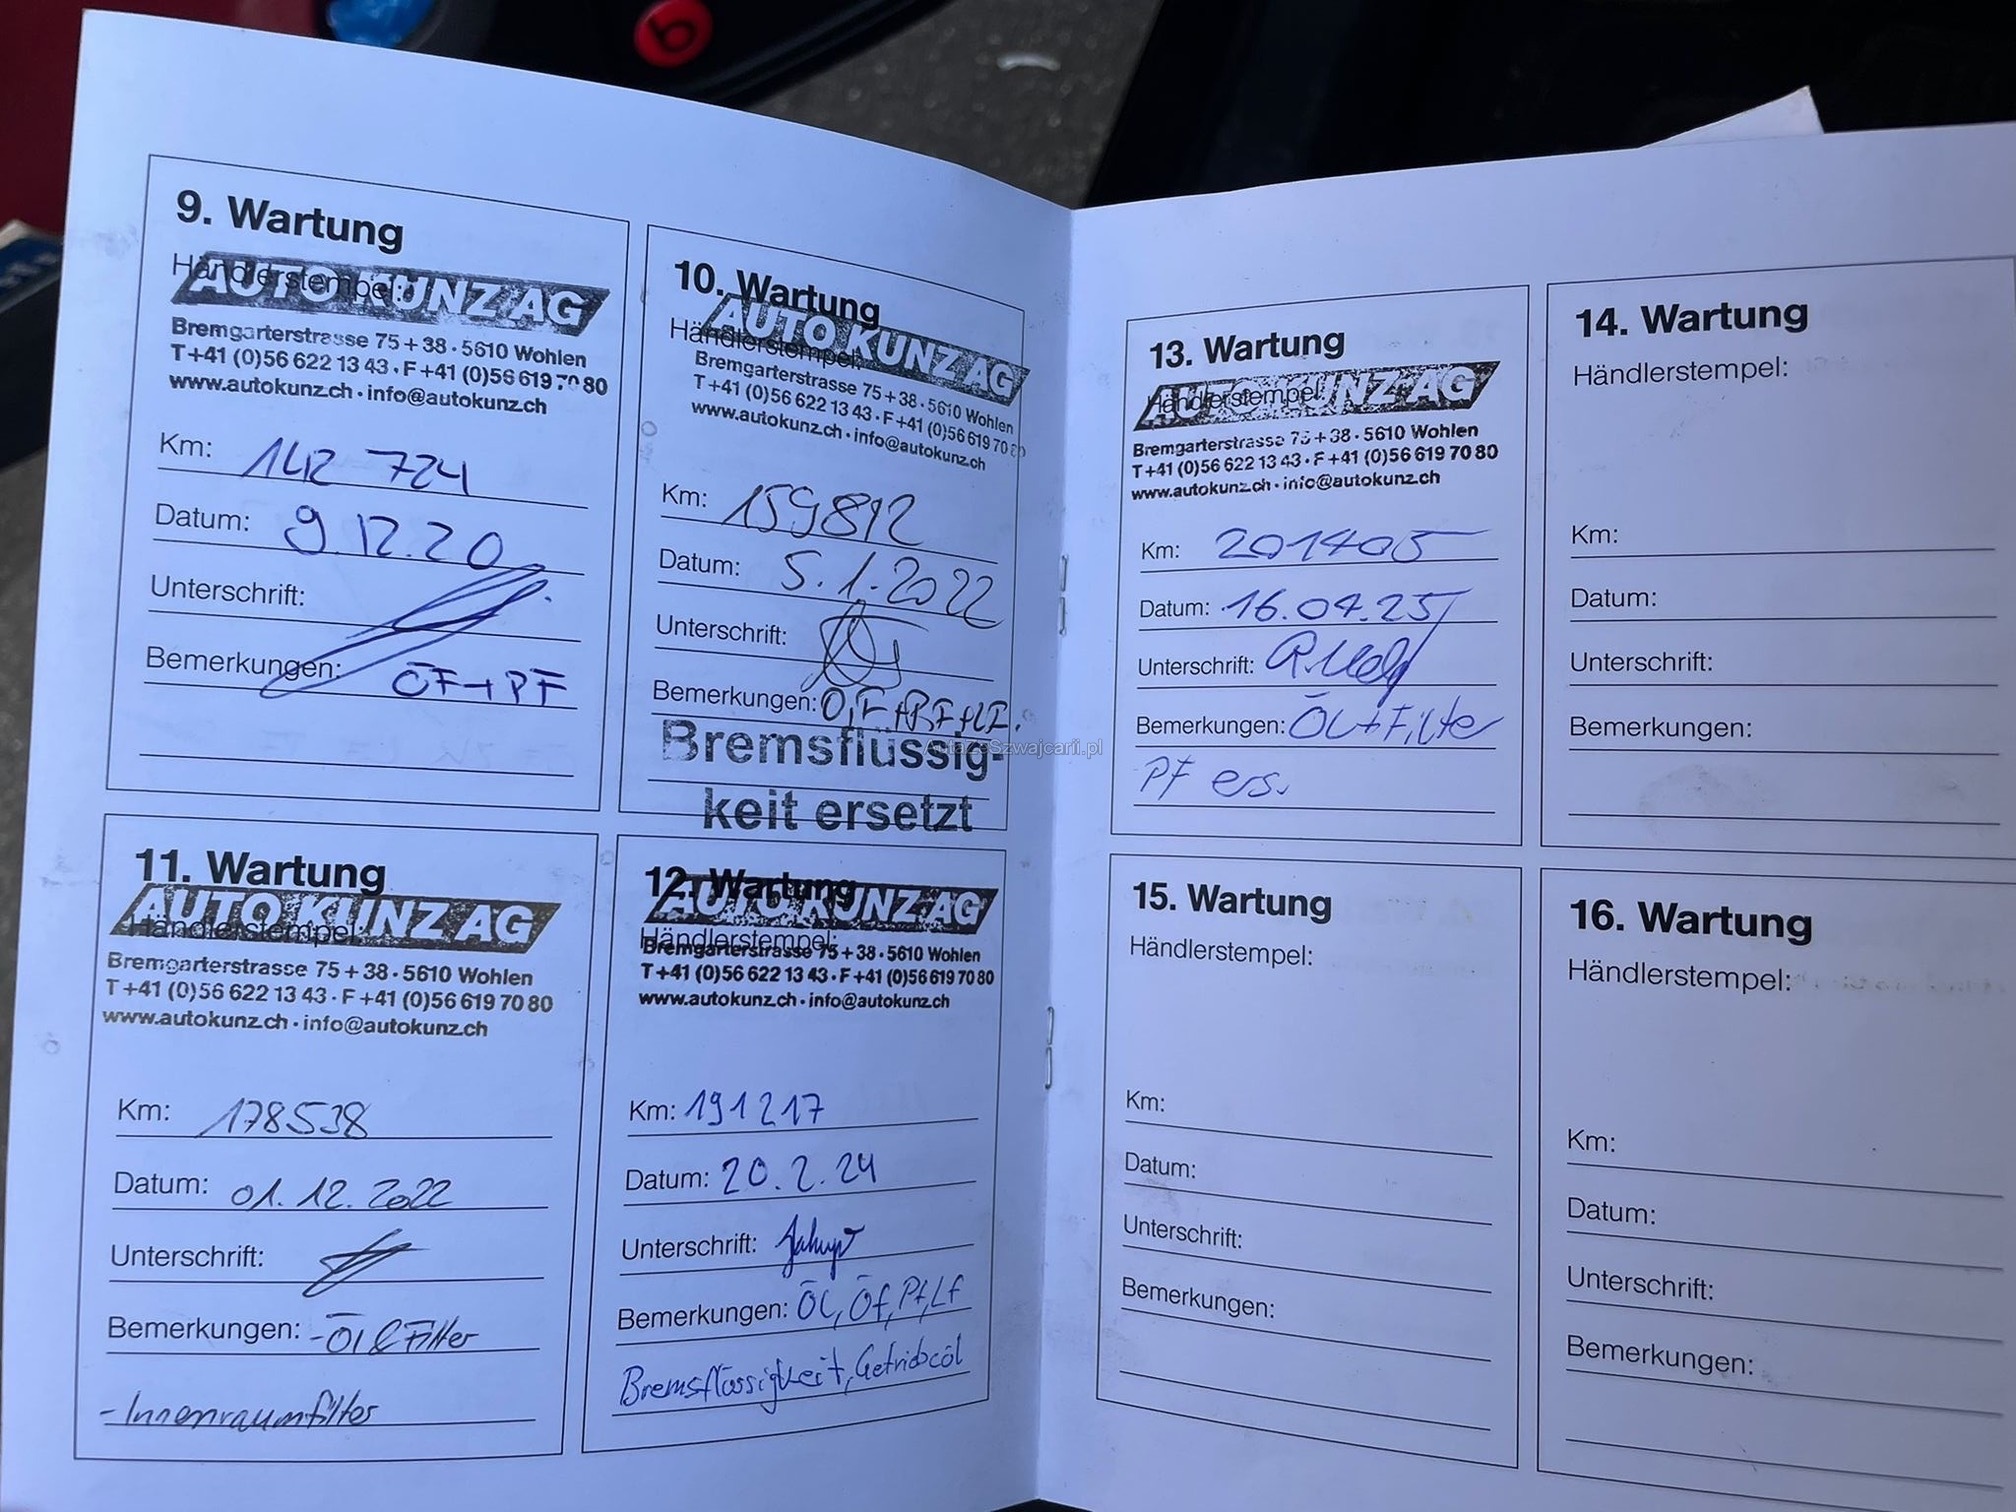 9. Wartung
Händlerstempel:
AUTO KUNZ AG
Bremgarterstrasse 75 + 38 · 5610 Wohlen
T +41 (0)56 622 13 43 · F +41 (0)56 619 70 80
www.autokunz.ch · info@autokunz.ch
Km: 142 724
Datum: 9.12.20
Unterschrift:
Bemerkungen: ÖF+PF
10. Wartung
Händlerstempel:
AUTO KUNZ AG
Bremgarterstrasse 75 + 38 · 5610 Wohlen
T +41 (0)56 622 13 43 · F +41 (0)56 619 70 80
www.autokunz.ch · info@autokunz.ch
Km: 159812
Datum: 5.1.2022
Unterschrift:
Bemerkungen:
Bremsflüssig-
keit ersetzt
AutaZeSzwajcarii.pl
11. Wartung
AUTO KUNZ AG
Händlerstempel:
Bremgarterstrasse 75 + 38 · 5610 Wohlen
T +41 (0)56 622 13 43 · F +41 (0)56 619 70 80
www.autokunz.ch · info@autokunz.ch
Km: 178538
Datum: 01.12.2022
Unterschrift:
Bemerkungen: -Öl & Filter
-Innenraumfilter
12. Wartung
AUTO KUNZ AG
Händlerstempel:
Bremgarterstrasse 75 + 38 · 5610 Wohlen
T +41 (0)56 622 13 43 · F +41 (0)56 619 70 80
www.autokunz.ch · info@autokunz.ch
Km: 191217
Datum: 20.2.24
Unterschrift:
Bemerkungen: ÖL, Öf, Pf, Lf
Bremsflüssigkeit, Getriebeöl
13. Wartung
Händlerstempel:
AUTO KUNZ AG
Bremgarterstrasse 75 + 38 · 5610 Wohlen
T +41 (0)56 622 13 43 · F +41 (0)56 619 70 80
www.autokunz.ch · info@autokunz.ch
Km: 201405
Datum: 16.04.25
Unterschrift:
Bemerkungen: ÖL+Filter
PF ers.
14. Wartung
Händlerstempel:
Km:
Datum:
Unterschrift:
Bemerkungen:
15. Wartung
Händlerstempel:
Km:
Datum:
Unterschrift:
Bemerkungen:
16. Wartung
Händlerstempel:
Km:
Datum:
Unterschrift:
Bemerkungen: